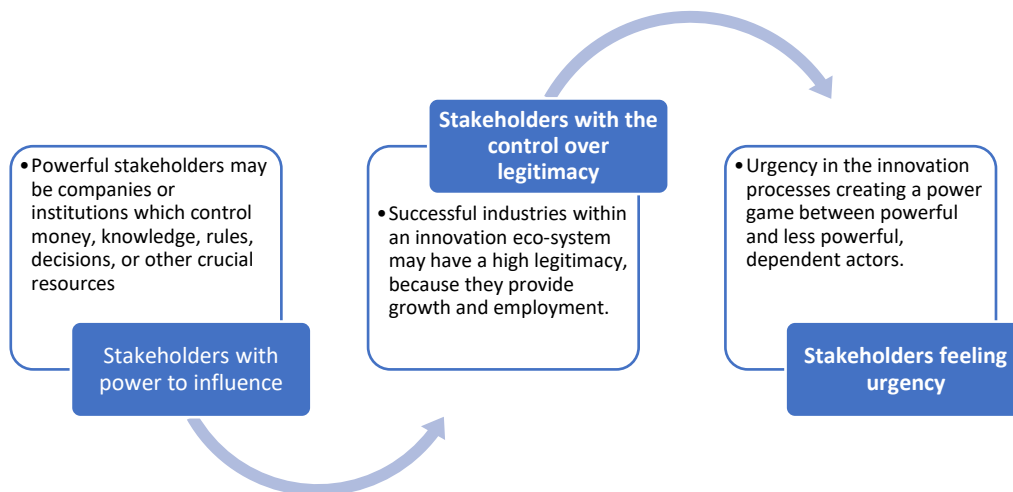 •Powerful stakeholders may
be companies or
institutions which control
money, knowledge, rules,
decisions, or other crucial
resources
Stakeholders with
power to influence
Stakeholders with the
control over
legitimacy
•Successful industries within
an innovation eco-system
may have a high legitimacy,
because they provide
growth and employment.
•Urgency in the innovation
processes creating a power
game between powerful
and less powerful,
dependent actors.
Stakeholders feeling
urgency